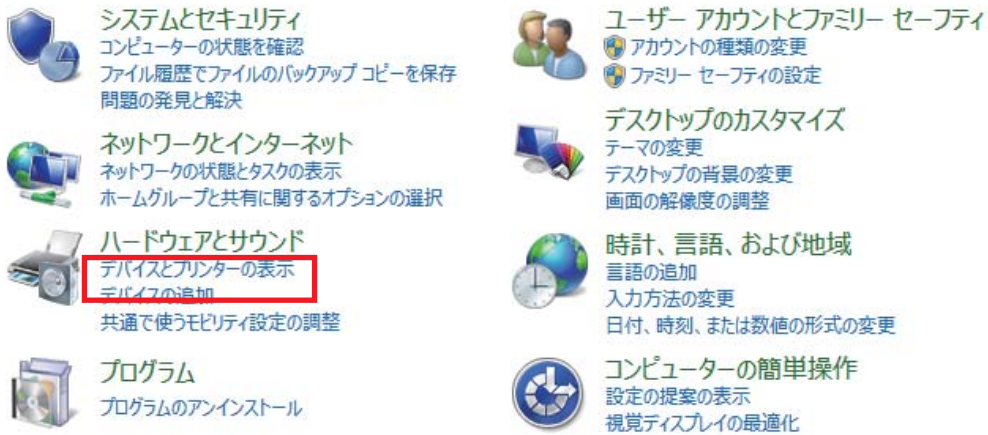 システムとセキュリティ
コンピューターの状態を確認
ファイル履歴でファイルのバックアップ コピーを保存
問題の発見と解決
ネットワークとインターネット
ネットワークの状態とタスクの表示
ホームグループと共有に関するオプションの選択
ハードウェアとサウンド
デバイスとプリンターの表示
デバイスの追加
共通で使うモビリティ設定の調整
プログラム
プログラムのアンインストール
ユーザー アカウントとファミリー セーフティ
アカウントの種類の変更
ファミリー セーフティの設定
デスクトップのカスタマイズ
テーマの変更
デスクトップの背景の変更
画面の解像度の調整
時計、言語、および地域
言語の追加
入力方法の変更
日付、時刻、または数値の形式の変更
コンピューターの簡単操作
設定の提案の表示
視覚ディスプレイの最適化